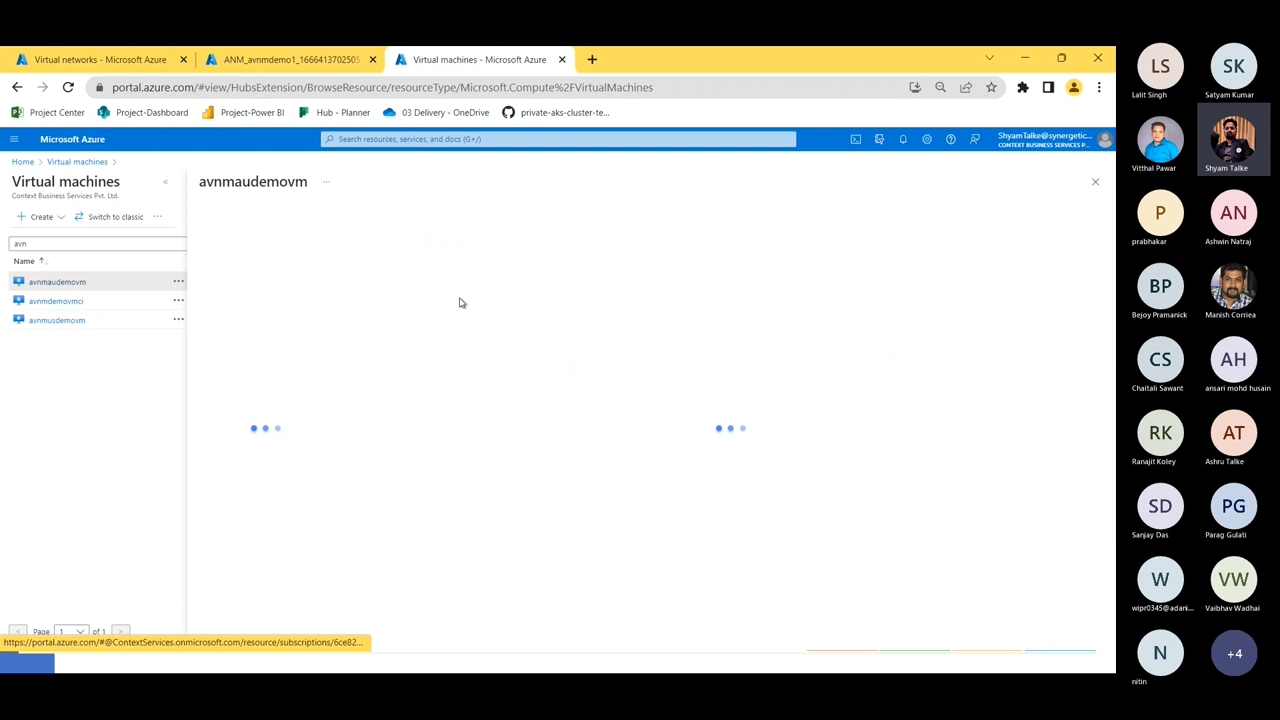 Virtual networks - Microsoft Azure
ANM_avnmdemo1_1666413702505
Virtual machines - Microsoft Azure
portal.azure.com/#view/HubsExtension/BrowseResource/resourceType/Microsoft.Compute%2FVirtualMachines
Project Center
Project-Dashboard
Project-Power BI
Hub - Planner
03 Delivery - OneDrive
private-aks-cluster-te...
Microsoft Azure
Search resources, services, and docs (G+/)
ShyamTalke@synergetic...
CONTEXT BUSINESS SERVICES P...
Home > Virtual machines >
Virtual machines
Context Business Services Pvt. Ltd.
avnmaudemovm
Create
Switch to classic
avn
Name ↑
avnmaudemovm
avnmdemovmci
avnmusdemovm
< Page 1 of 1 >
https://portal.azure.com/#@ContextServices.onmicrosoft.com/resource/subscriptions/6ce82...
LS
Lalit Singh
SK
Satyam Kumar
Vitthal Pawar
Shyam Talke
P
prabhakar
AN
Ashwin Natraj
BP
Bejoy Pramanick
Manish Corriea
CS
Chaitali Sawant
AH
ansari mohd husain
RK
Ranajit Koley
AT
Ashru Talke
SD
Sanjay Das
PG
Parag Gulati
W
wipr0345@adani...
VW
Vaibhav Wadhai
N
nitin
+4